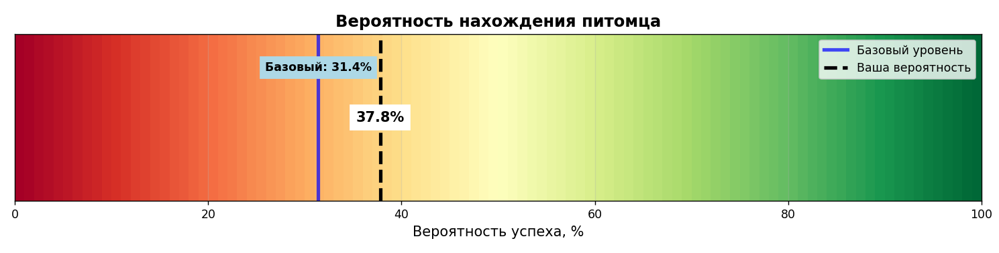 Вероятность нахождения питомца
Базовый уровень
Ваша вероятность
Базовый: 31.4%
37.8%
0 20 40 60 80 100
Вероятность успеха, %